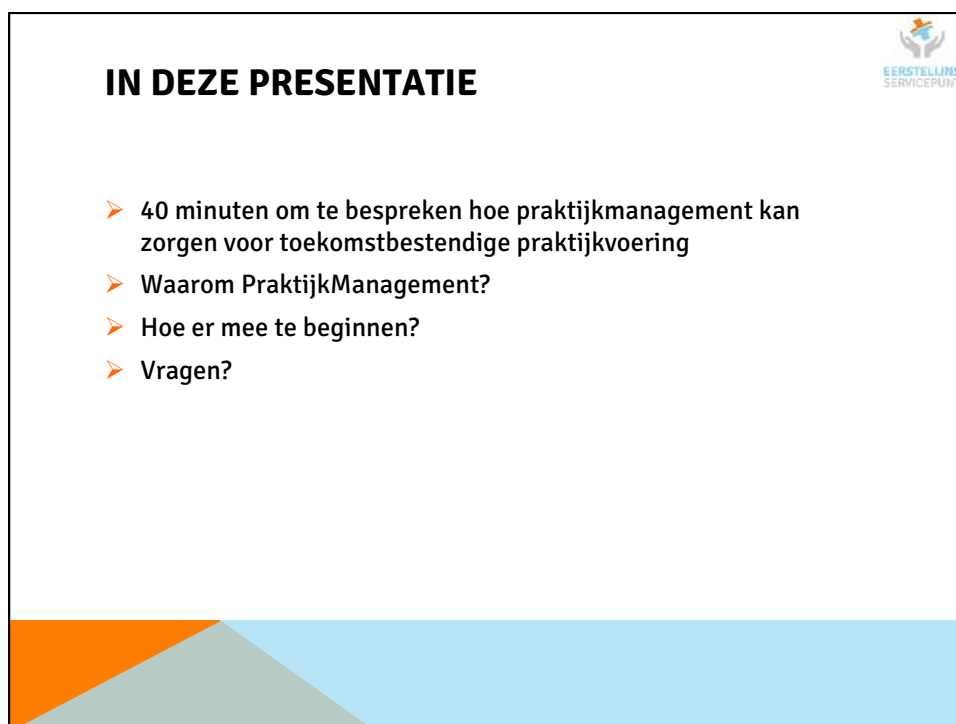 IN DEZE PRESENTATIE
EERSTELIJNS
SERVICEPUNT
40 minuten om te bespreken hoe praktijkmanagement kan
zorgen voor toekomstbestendige praktijkvoering
Waarom PraktijkManagement?
Hoe er mee te beginnen?
Vragen?